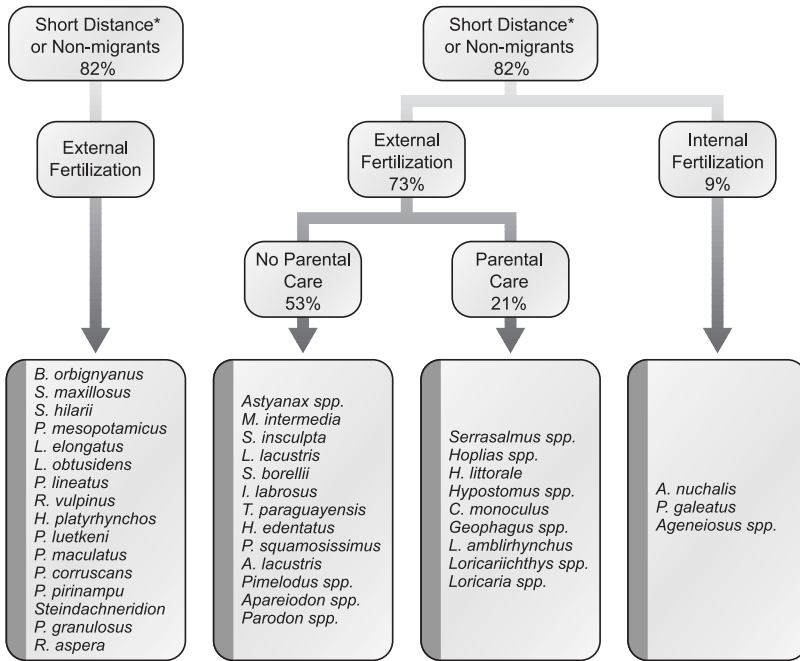 Short Distance*
or Non-migrants
82%
External
Fertilization
B. orbignyanus
S. maxillosus
S. hilarii
P. mesopotamicus
L. elongatus
L. obtusidens
P. lineatus
R. vulpinus
H. platyrhynchos
P. luetkeni
P. maculatus
P. corruscans
P. pirinampu
Steindachneridion
P. granulosus
R. aspera
Short Distance*
or Non-migrants
82%
External
Fertilization
73%
Internal
Fertilization
9%
No Parental
Care
53%
Parental
Care
21%
Astyanax spp.
M. intermedia
S. insculpta
L. lacustris
S. borellii
I. labrosus
T. paraguayensis
H. edentatus
P. squamosissimus
A. lacustris
Pimelodus spp.
Apareiodon spp.
Parodon spp.
Serrasalmus spp.
Hoplias spp.
H. littorale
Hypostomus spp.
C. monoculus
Geophagus spp.
L. amblirhynchus
Loricariichthys spp.
Loricaria spp.
A. nuchalis
P. galeatus
Ageneiosus spp.